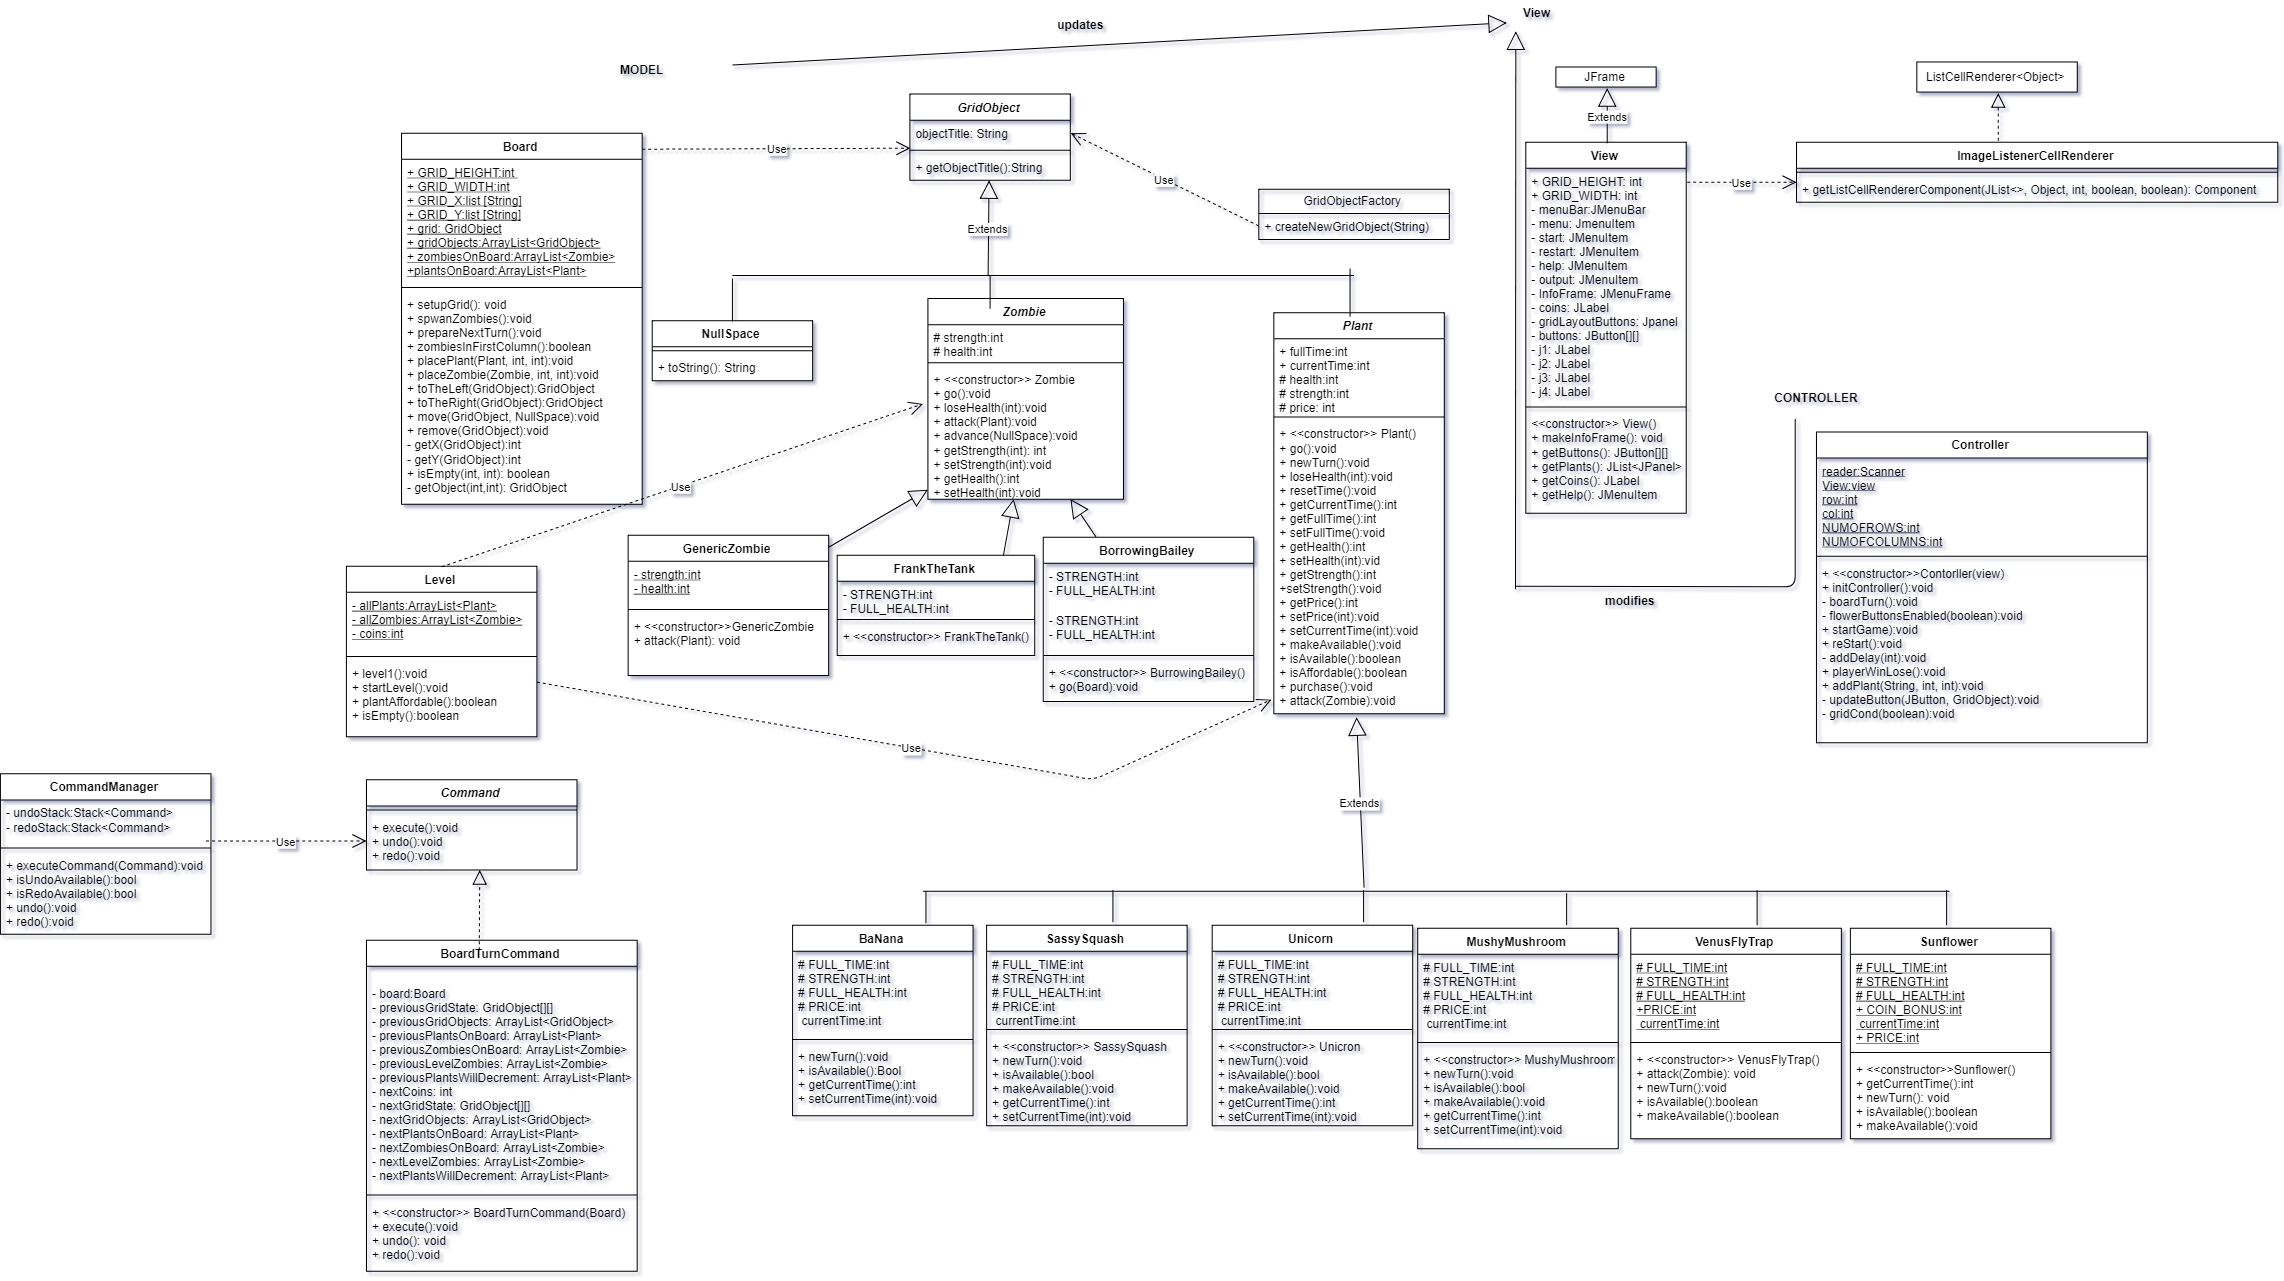 updates
View
MODEL
GridObject
objectTitle: String
+ getObjectTitle():String
Extends
Use
Use
Board
+ GRID_HEIGHT:int
+ GRID_WIDTH:int
+ GRID_X:list [String]
+ GRID_Y:list [String]
+ grid: GridObject
+ gridObjects:ArrayList<GridObject>
+ zombiesOnBoard:ArrayList<Zombie>
+plantsOnBoard:ArrayList<Plant>
+ setupGrid(): void
+ spwanZombies():void
+ prepareNextTurn():void
+ zombiesInFirstColumn():boolean
+ placePlant(Plant, int, int):void
+ placeZombie(Zombie, int, int):void
+ toTheLeft(GridObject):GridObject
+ toTheRight(GridObject):GridObject
+ move(GridObject, NullSpace):void
+ remove(GridObject):void
- getX(GridObject):int
- getY(GridObject):int
+ isEmpty(int, int): boolean
- getObject(int,int): GridObject
GridObjectFactory
+ createNewGridObject(String)
NullSpace
+ toString(): String
Zombie
# strength:int
# health:int
+ <<constructor>> Zombie
+ go():void
+ loseHealth(int):void
+ attack(Plant):void
+ advance(NullSpace):void
+ getStrength(int): int
+ setStrength(int):void
+ getHealth():int
+ setHealth(int):void
Plant
+ fullTime:int
+ currentTime:int
# health:int
# strength:int
# price: int
+ <<constructor>> Plant()
+ go():void
+ newTurn():void
+ loseHealth(int):void
+ resetTime():void
+ getCurrentTime():int
+ getFullTime():int
+ setFullTime():void
+ getHealth():int
+ setHealth(int):vid
+ getStrength():int
+setStrength():void
+ getPrice():int
+ setPrice(int):void
+ setCurrentTime(int):void
+ makeAvailable():void
+ isAvailable():boolean
+ isAffordable():boolean
+ purchase():void
+ attack(Zombie):void
JFrame
Extends
View
+ GRID_HEIGHT: int
+ GRID_WIDTH: int
- menuBar:JMenuBar
- menu: JmenuItem
- start: JMenuItem
- restart: JMenuItem
- help: JMenuItem
- output: JMenuItem
- InfoFrame: JMenuFrame
- coins: JLabel
- gridLayoutButtons: Jpanel
- buttons: JButton[][]
- j1: JLabel
- j2: JLabel
- j3: JLabel
- j4: JLabel
<<constructor>> View()
+ makeInfoFrame(): void
+ getButtons(): JButton[][]
+ getPlants(): JList<JPanel>
+ getCoins(): JLabel
+ getHelp(): JMenuItem
Use
ListCellRenderer<Object>
ImageListenerCellRenderer
+ getListCellRendererComponent(JList<>, Object, int, boolean, boolean): Component
CONTROLLER
Controller
reader:Scanner
View:view
row:int
col:int
NUMOFROWS:int
NUMOFCOLUMNS:int
+ <<constructor>>Contorller(view)
+ initController():void
- boardTurn():void
- flowerButtonsEnabled(boolean):void
+ startGame):void
+ reStart():void
- addDelay(int):void
+ playerWinLose():void
+ addPlant(String, int, int):void
- updateButton(JButton, GridObject):void
- gridCond(boolean):void
modifies
Use
GenericZombie
- strength:int
- health:int
+ <<constructor>>GenericZombie
+ attack(Plant): void
FrankTheTank
- STRENGTH:int
- FULL_HEALTH:int
+ <<constructor>> FrankTheTank()
BorrowingBailey
- STRENGTH:int
- FULL_HEALTH:int
- STRENGTH:int
- FULL_HEALTH:int
+ <<constructor>> BurrowingBailey()
+ go(Board):void
Level
- allPlants:ArrayList<Plant>
- allZombies:ArrayList<Zombie>
- coins:int
+ level1():void
+ startLevel():void
+ plantAffordable():boolean
+ isEmpty():boolean
Use
CommandManager
- undoStack:Stack<Command>
- redoStack:Stack<Command>
+ executeCommand(Command):void
+ isUndoAvailable():bool
+ isRedoAvailable():bool
+ undo():void
+ redo():void
Use
Command
+ execute():void
+ undo():void
+ redo():void
BoardTurnCommand
- board:Board
- previousGridState: GridObject[][]
- previousGridObjects: ArrayList<GridObject>
- previousPlantsOnBoard: ArrayList<Plant>
- previousZombiesOnBoard: ArrayList<Zombie>
- previousLevelZombies: ArrayList<Zombie>
- previousPlantsWillDecrement: ArrayList<Plant>
- nextCoins: int
- nextGridState: GridObject[][]
- nextGridObjects: ArrayList<GridObject>
- nextPlantsOnBoard: ArrayList<Plant>
- nextZombiesOnBoard: ArrayList<Zombie>
- nextLevelZombies: ArrayList<Zombie>
- nextPlantsWillDecrement: ArrayList<Plant>
+ <<constructor>> BoardTurnCommand(Board)
+ execute():void
+ undo(): void
+ redo():void
Extends
BaNana
# FULL_TIME:int
# STRENGTH:int
# FULL_HEALTH:int
# PRICE:int
currentTime:int
+ newTurn():void
+ isAvailable():Bool
+ getCurrentTime():int
+ setCurrentTime(int):void
SassySquash
# FULL_TIME:int
# STRENGTH:int
# FULL_HEALTH:int
# PRICE:int
currentTime:int
+ <<constructor>> SassySquash
+ newTurn():void
+ isAvailable():bool
+ makeAvailable():void
+ getCurrentTime():int
+ setCurrentTime(int):void
Unicorn
# FULL_TIME:int
# STRENGTH:int
# FULL_HEALTH:int
# PRICE:int
currentTime:int
+ <<constructor>> Unicron
+ newTurn():void
+ isAvailable():bool
+ makeAvailable():void
+ getCurrentTime():int
+ setCurrentTime(int):void
MushyMushroom
# FULL_TIME:int
# STRENGTH:int
# FULL_HEALTH:int
# PRICE:int
currentTime:int
+ <<constructor>> MushyMushroom
+ newTurn():void
+ isAvailable():bool
+ makeAvailable():void
+ getCurrentTime():int
+ setCurrentTime(int):void
VenusFlyTrap
# FULL_TIME:int
# STRENGTH:int
# FULL_HEALTH:int
+PRICE:int
currentTime:int
+ <<constructor>> VenusFlyTrap()
+ attack(Zombie): void
+ newTurn():void
+ isAvailable():boolean
+ makeAvailable():boolean
Sunflower
# FULL_TIME:int
# STRENGTH:int
# FULL_HEALTH:int
+ COIN_BONUS:int
currentTime:int
+ PRICE:int
+ <<constructor>>Sunflower()
+ getCurrentTime():int
+ newTurn(): void
+ isAvailable():boolean
+ makeAvailable():void